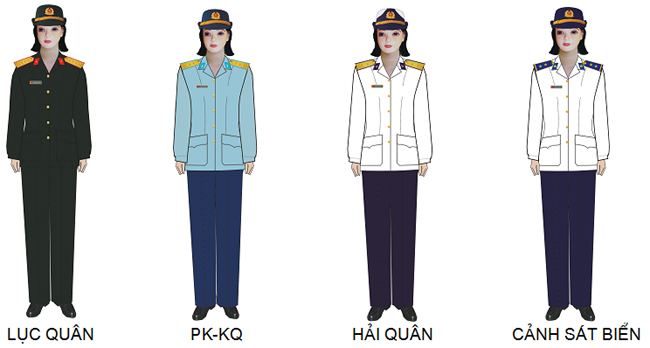 LỤC QUÂN
PK-KQ
HẢI QUÂN
CẢNH SÁT BIỂN